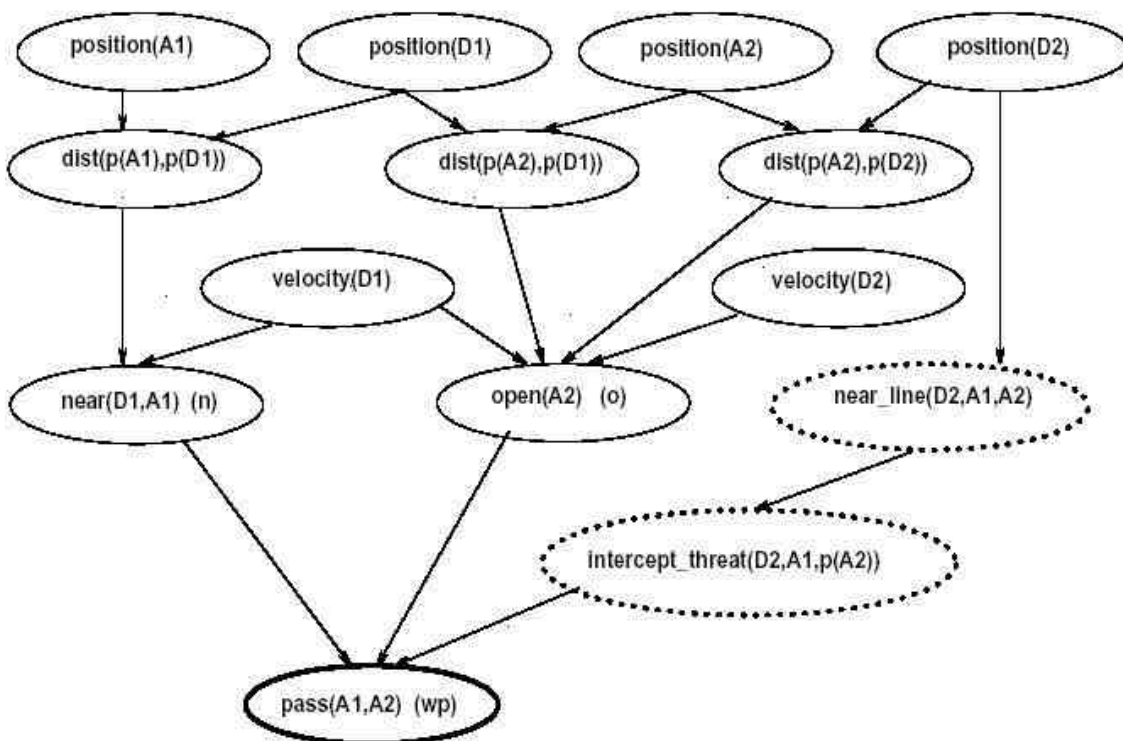 position(A1)
position(D1)
position(A2)
position(D2)
dist(p(A1),p(D1))
dist(p(A2),p(D1))
dist(p(A2),p(D2))
velocity(D1)
velocity(D2)
near(D1,A1) (n)
open(A2) (o)
near_line(D2,A1,A2)
intercept_threat(D2,A1,p(A2))
pass(A1,A2) (wp)